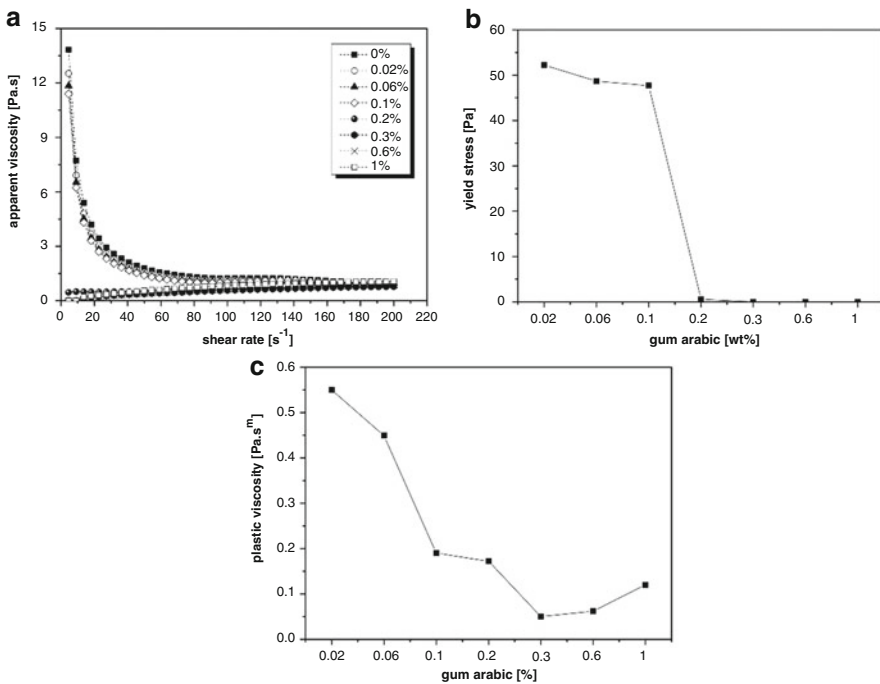 a
apparent viscosity [Pa.s]
15
12
9
6
3
0
0%
0.02%
0.06%
0.1%
0.2%
0.3%
0.6%
1%
0 20 40 60 80 100 120 140 160 180 200 220
shear rate [s⁻¹]
b
yield stress [Pa]
60
50
40
30
20
10
0
0.02 0.06 0.1 0.2 0.3 0.6 1
gum arabic [wt%]
c
plastic viscosity [Pa.sᵐ]
0.6
0.5
0.4
0.3
0.2
0.1
0.0
0.02 0.06 0.1 0.2 0.3 0.6 1
gum arabic [%]